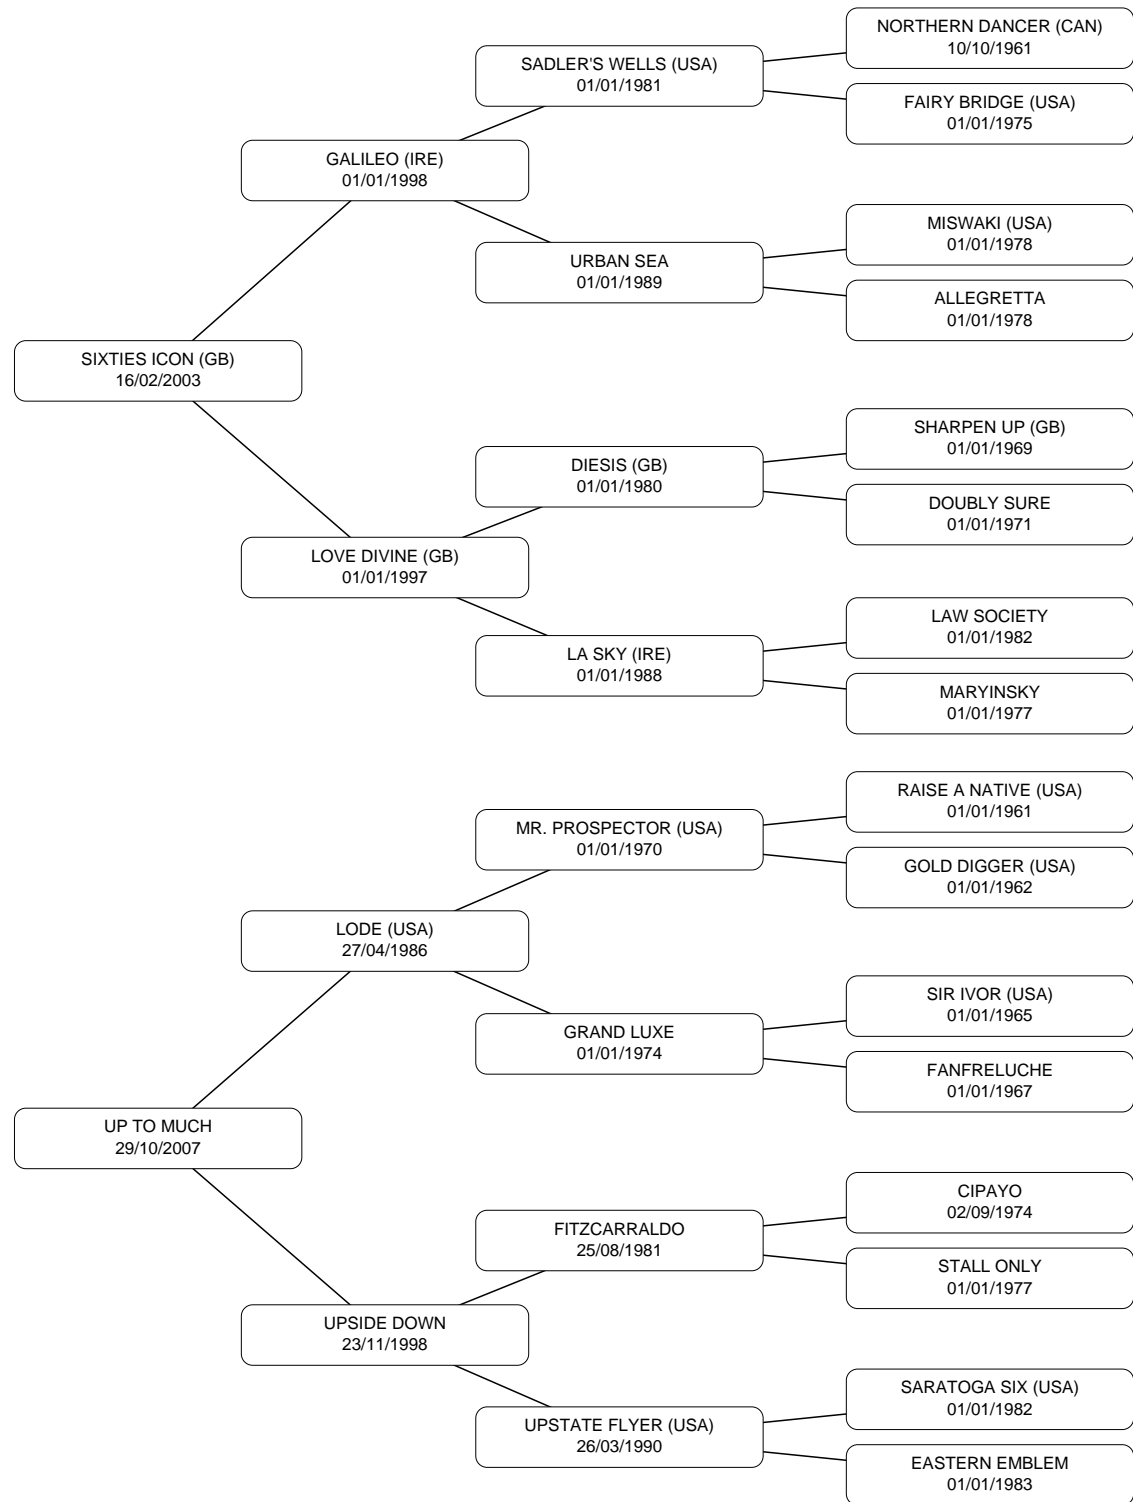 NORTHERN DANCER (CAN)
10/10/1961
SADLER'S WELLS (USA)
01/01/1981
FAIRY BRIDGE (USA)
01/01/1975
GALILEO (IRE)
01/01/1998
MISWAKI (USA)
01/01/1978
URBAN SEA
01/01/1989
ALLEGRETTA
01/01/1978
SIXTIES ICON (GB)
16/02/2003
SHARPEN UP (GB)
01/01/1969
DIESIS (GB)
01/01/1980
DOUBLY SURE
01/01/1971
LOVE DIVINE (GB)
01/01/1997
LAW SOCIETY
01/01/1982
LA SKY (IRE)
01/01/1988
MARYINSKY
01/01/1977
RAISE A NATIVE (USA)
01/01/1961
MR. PROSPECTOR (USA)
01/01/1970
GOLD DIGGER (USA)
01/01/1962
LODE (USA)
27/04/1986
SIR IVOR (USA)
01/01/1965
GRAND LUXE
01/01/1974
FANFRELUCHE
01/01/1967
UP TO MUCH
29/10/2007
CIPAYO
02/09/1974
FITZCARRALDO
25/08/1981
STALL ONLY
01/01/1977
UPSIDE DOWN
23/11/1998
SARATOGA SIX (USA)
01/01/1982
UPSTATE FLYER (USA)
26/03/1990
EASTERN EMBLEM
01/01/1983